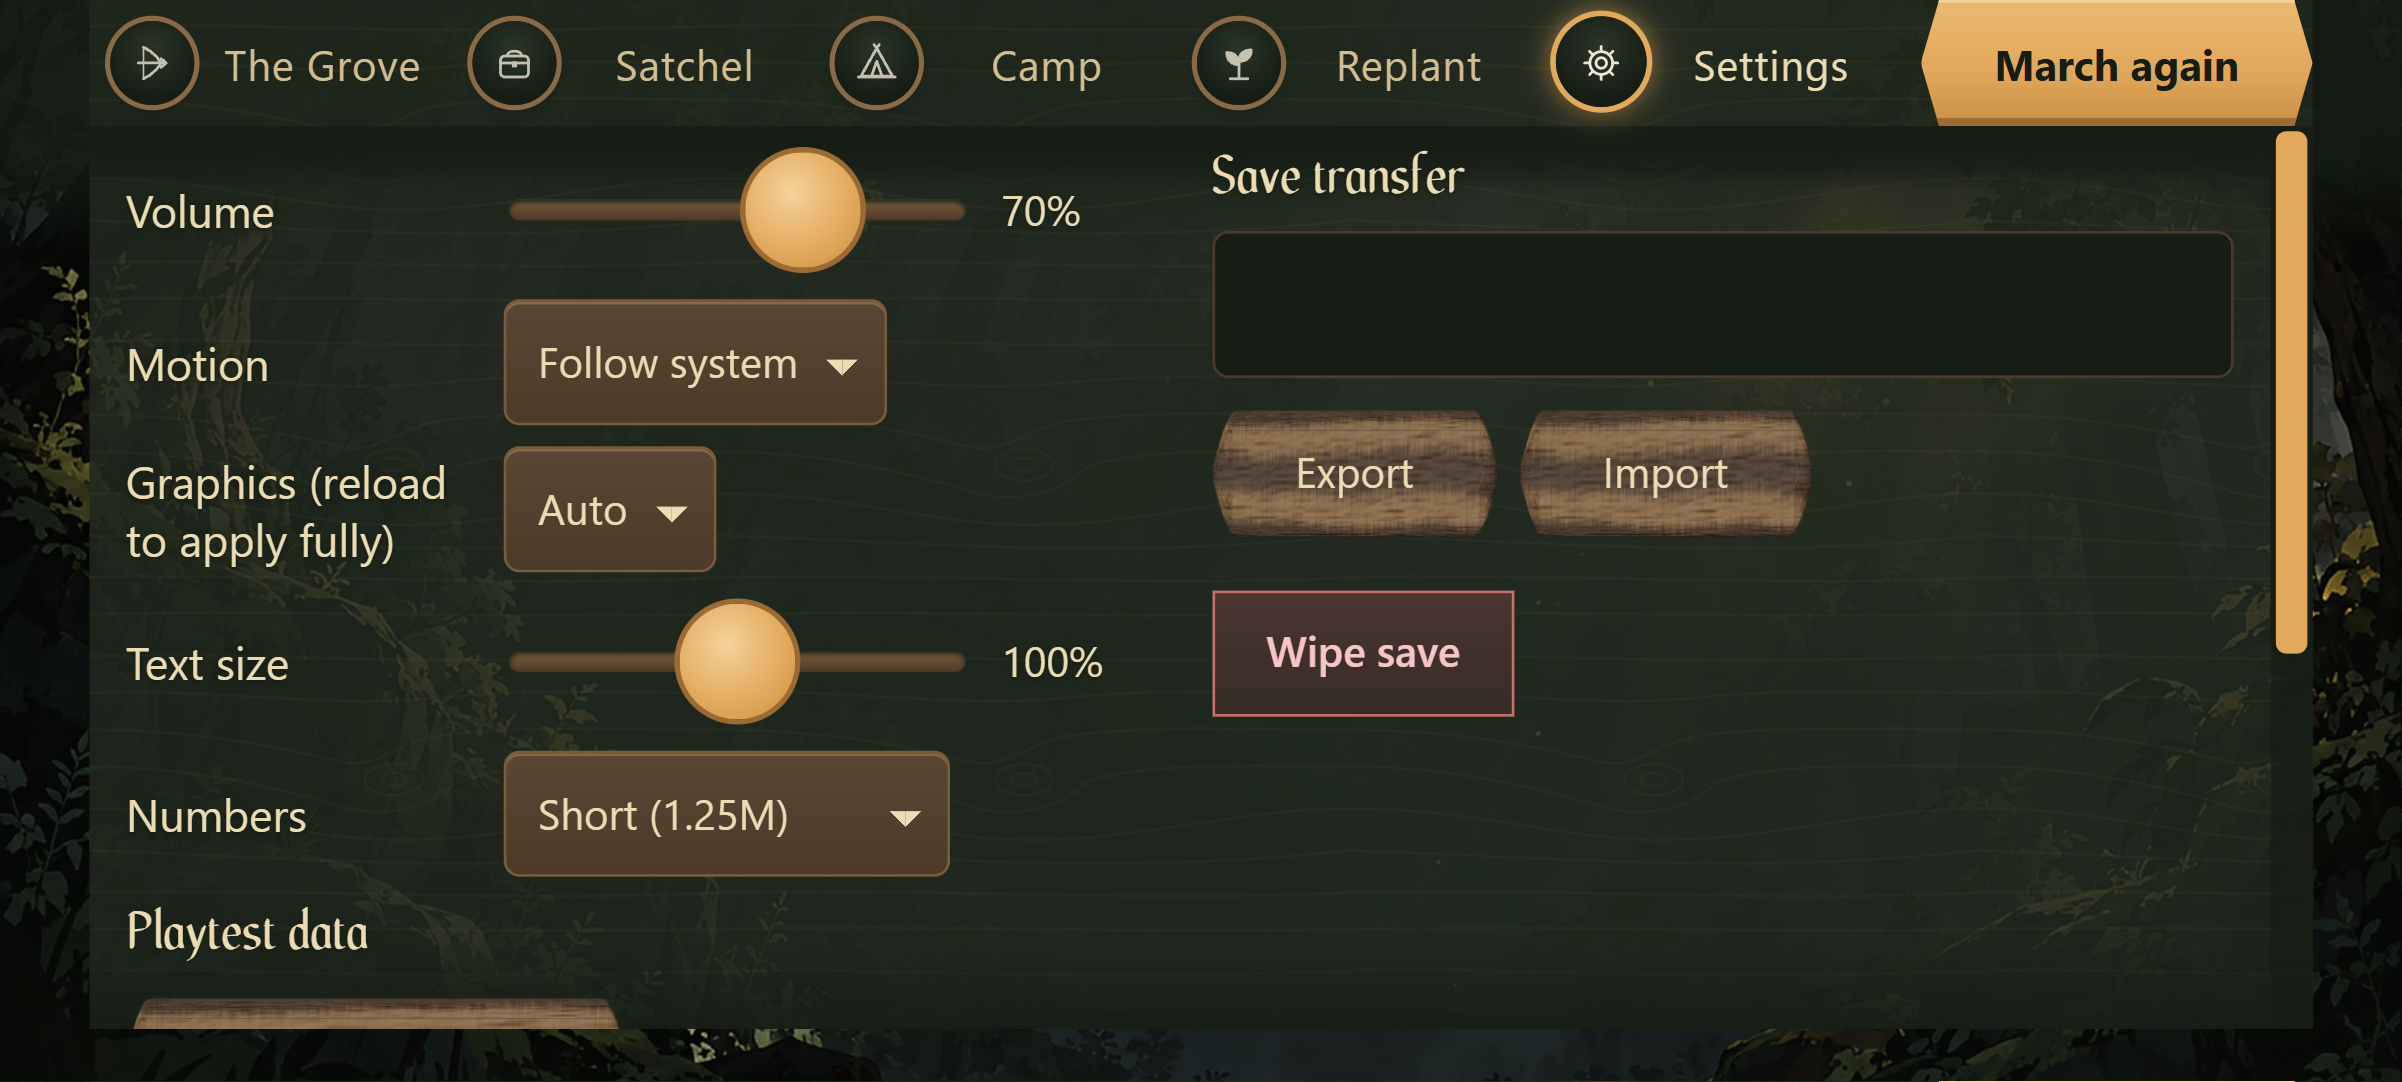 The Grove
Satchel
Camp
Replant
Settings
March again
Volume
70%
Motion
Follow system
Graphics (reload
to apply fully)
Auto
Text size
100%
Numbers
Short (1.25M)
Playtest data
Save transfer
Export
Import
Wipe save